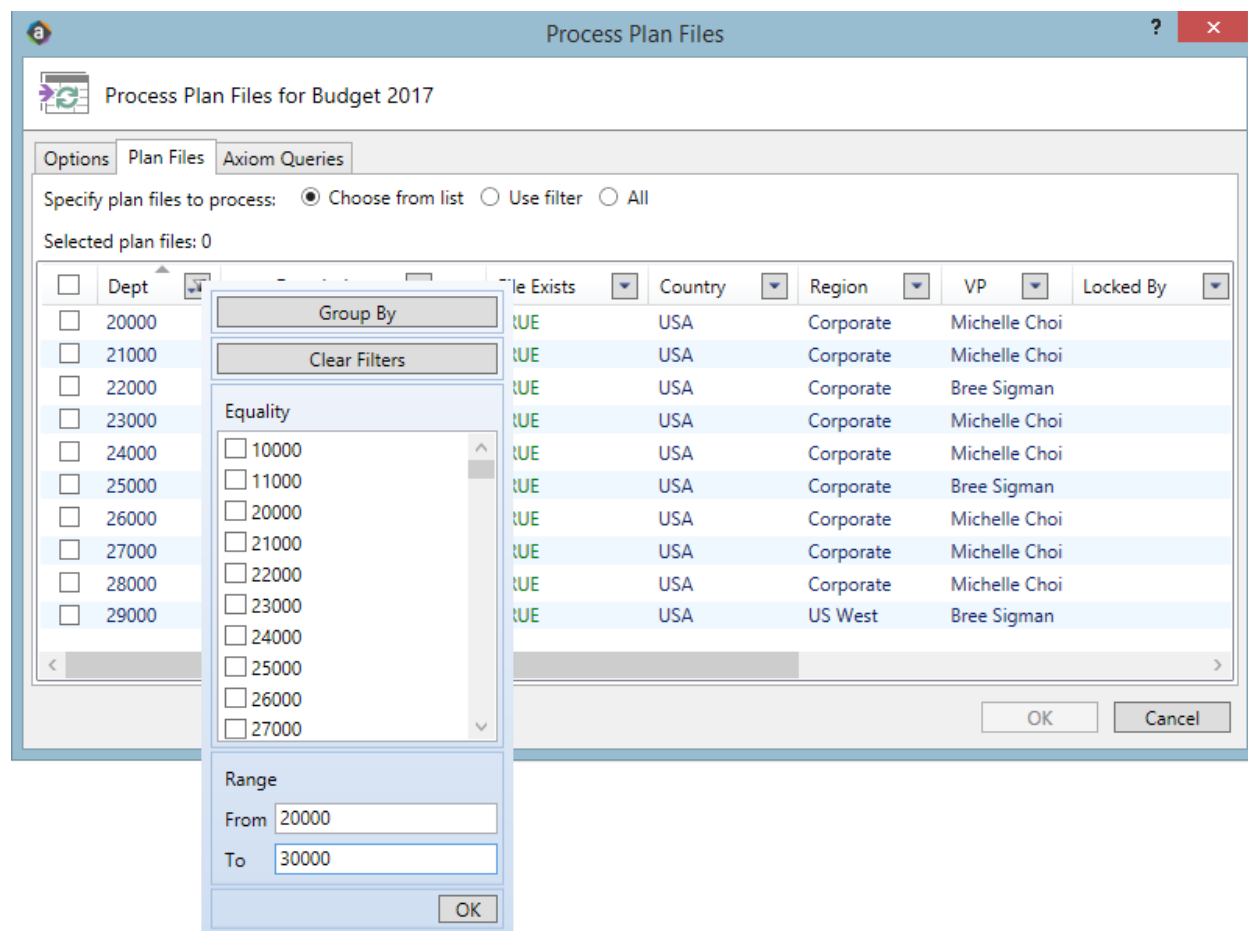 Process Plan Files
?
Process Plan Files for Budget 2017
Options Plan Files Axiom Queries
Specify plan files to process: Choose from list Use filter All
Selected plan files: 0
Dept Exists Country Region VP Locked By
20000 RUE USA Corporate Michelle Choi
21000 RUE USA Corporate Michelle Choi
22000 RUE USA Corporate Bree Sigman
23000 RUE USA Corporate Michelle Choi
24000 RUE USA Corporate Michelle Choi
25000 RUE USA Corporate Bree Sigman
26000 RUE USA Corporate Michelle Choi
27000 RUE USA Corporate Michelle Choi
28000 RUE USA Corporate Michelle Choi
29000 RUE USA US West Bree Sigman
Group By
Clear Filters
Equality
10000
11000
20000
21000
22000
23000
24000
25000
26000
27000
Range
From 20000
To 30000
OK
OK Cancel